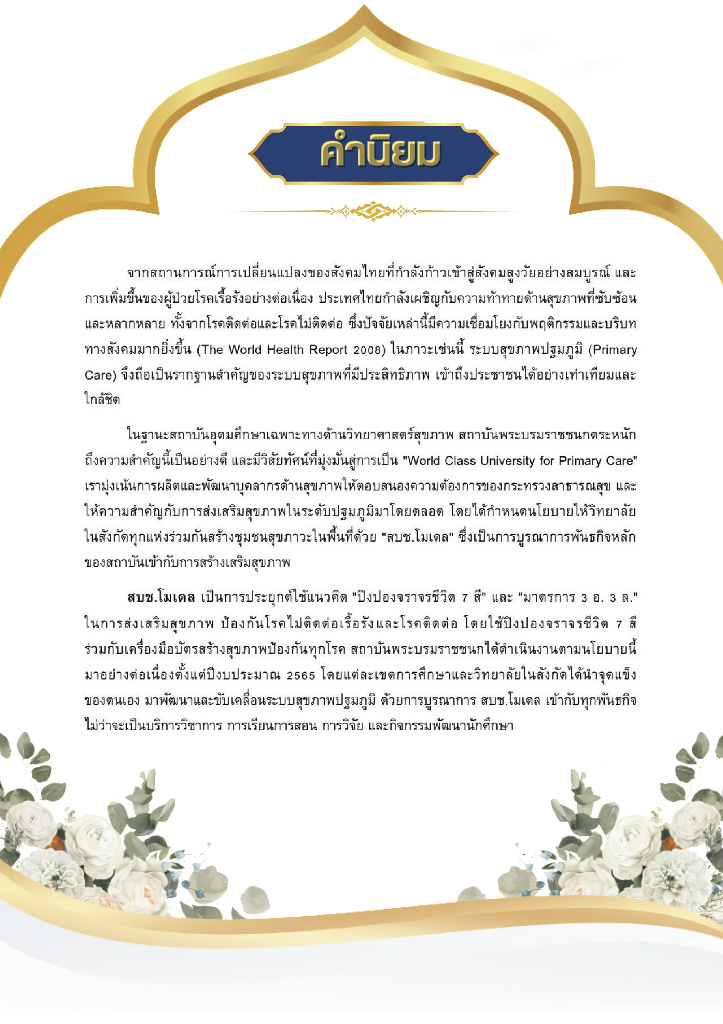 คำนิยม
จากสถานการณ์การเปลี่ยนแปลงของสังคมไทยที่กำลังก้าวเข้าสู่สังคมสูงวัยอย่างสมบูรณ์ และ
การเพิ่มขึ้นของผู้ป่วยโรคเรื้อรังอย่างต่อเนื่อง ประเทศไทยกำลังเผชิญกับความท้าทายด้านสุขภาพที่ซับซ้อน
และหลากหลาย ทั้งจากโรคติดต่อและโรคไม่ติดต่อ ซึ่งปัจจัยเหล่านี้มีความเชื่อมโยงกับพฤติกรรมและบริบท
ทางสังคมมากยิ่งขึ้น (The World Health Report 2008) ในภาวะเช่นนี้ ระบบสุขภาพปฐมภูมิ (Primary
Care) จึงถือเป็นรากฐานสำคัญของระบบสุขภาพที่มีประสิทธิภาพ เข้าถึงประชาชนได้อย่างเท่าเทียมและ
ใกล้ชิด
ในฐานะสถาบันอุดมศึกษาเฉพาะทางด้านวิทยาศาสตร์สุขภาพ สถาบันพระบรมราชชนกตระหนัก
ถึงความสำคัญนี้เป็นอย่างดี และมีวิสัยทัศน์ที่มุ่งมั่นสู่การเป็น "World Class University for Primary Care"
เรามุ่งเน้นการผลิตและพัฒนาบุคลากรด้านสุขภาพให้ตอบสนองความต้องการของกระทรวงสาธารณสุข และ
ให้ความสำคัญกับการส่งเสริมสุขภาพในระดับปฐมภูมิมาโดยตลอด โดยได้กำหนดนโยบายให้วิทยาลัย
ในสังกัดทุกแห่งร่วมกันสร้างชุมชนสุขภาวะในพื้นที่ด้วย "สบช.โมเดล" ซึ่งเป็นการบูรณาการพันธกิจหลัก
ของสถาบันเข้ากับการสร้างเสริมสุขภาพ
สบช.โมเดล เป็นการประยุกต์ใช้แนวคิด "ปิงปองจราจรชีวิต 7 สี" และ "มาตรการ 3 อ. 3 ล."
ในการส่งเสริมสุขภาพ ป้องกันโรคไม่ติดต่อเรื้อรังและโรคติดต่อ โดยใช้ปิงปองจราจรชีวิต 7 สี
ร่วมกับเครื่องมือบัตรสร้างสุขภาพป้องกันทุกโรค สถาบันพระบรมราชชนกได้ดำเนินงานตามนโยบายนี้
มาอย่างต่อเนื่องตั้งแต่ปีงบประมาณ 2565 โดยแต่ละเขตการศึกษาและวิทยาลัยในสังกัดได้นำจุดแข็ง
ของตนเอง มาพัฒนาและขับเคลื่อนระบบสุขภาพปฐมภูมิ ด้วยการบูรณาการ สบช.โมเดล เข้ากับทุกพันธกิจ
ไม่ว่าจะเป็นบริการวิชาการ การเรียนการสอน การวิจัย และกิจกรรมพัฒนานักศึกษา